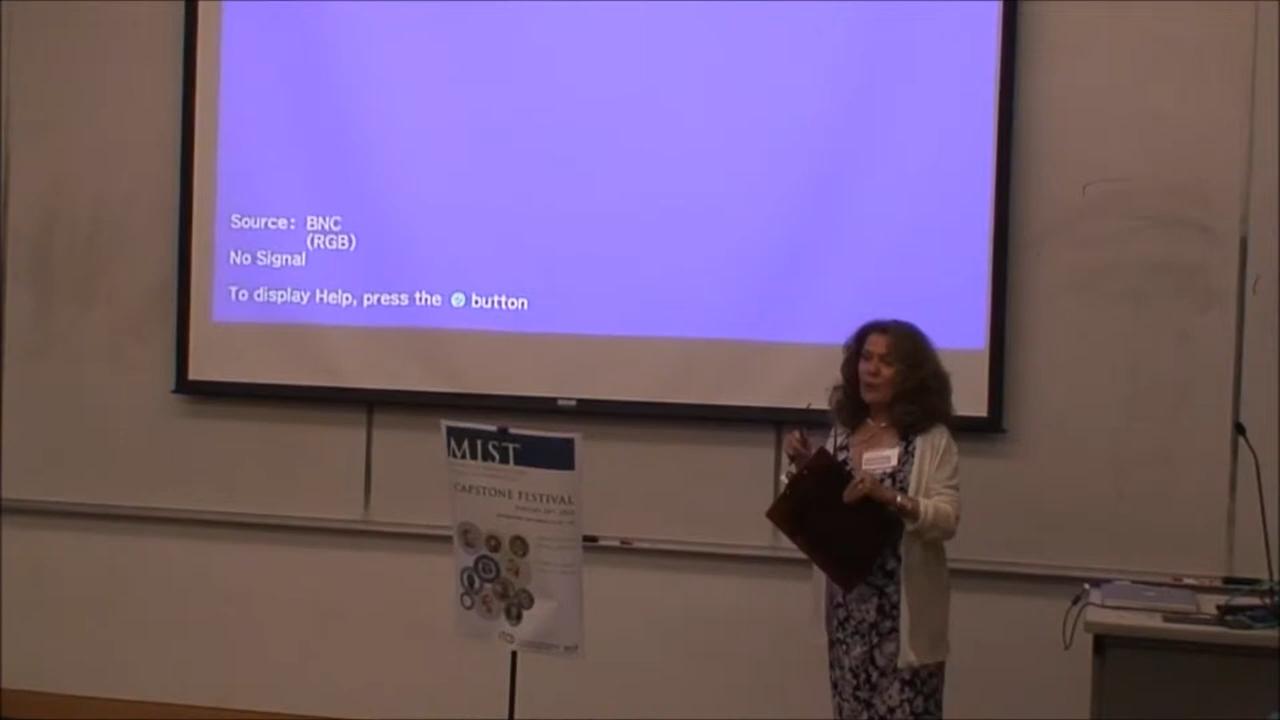 Source: BNC
(RGB)
No Signal
To display Help, press the button
MIST
CAPSTONE FESTIVAL